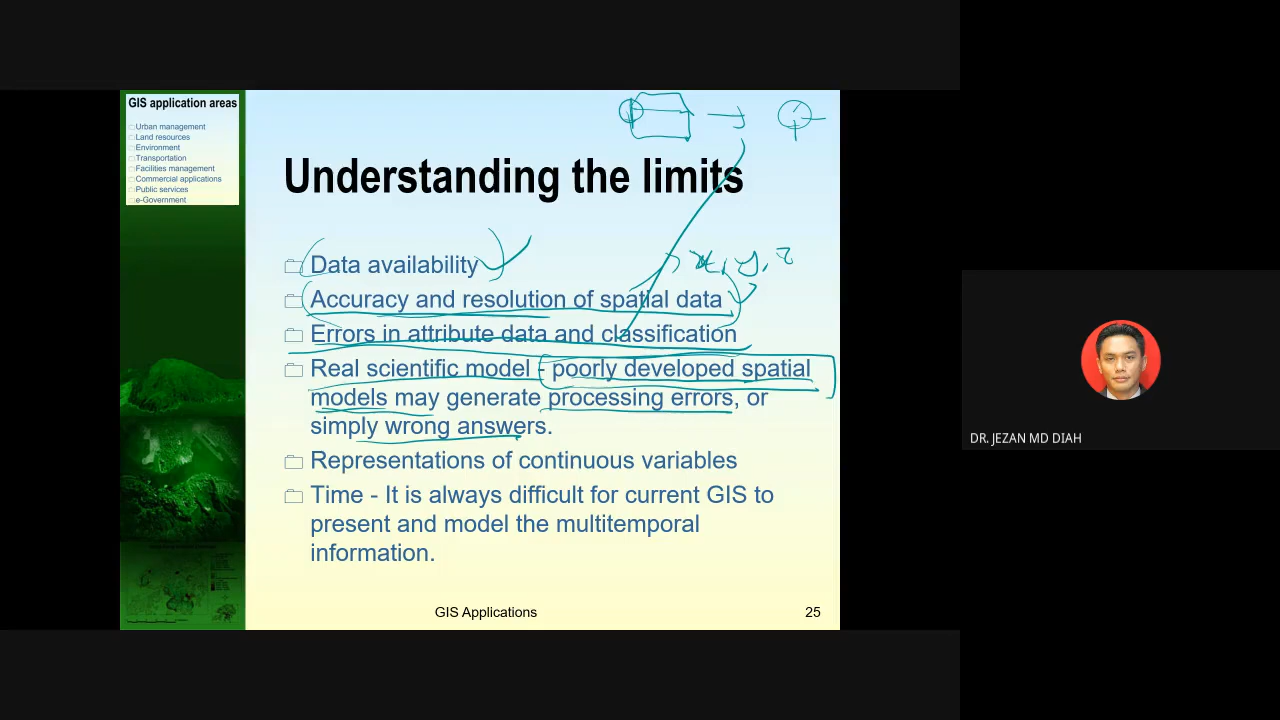 GIS application areas
Urban management
Land resources
Environment
Transportation
Facilities management
Commercial applications
Public services
e-Government
Understanding the limits
Data availability
x, y, z
Accuracy and resolution of spatial data
Errors in attribute data and classification
Real scientific model - poorly developed spatial
models may generate processing errors, or
simply wrong answers.
Representations of continuous variables
Time - It is always difficult for current GIS to
present and model the multitemporal
information.
GIS Applications
25
DR. JEZAN MD DIAH